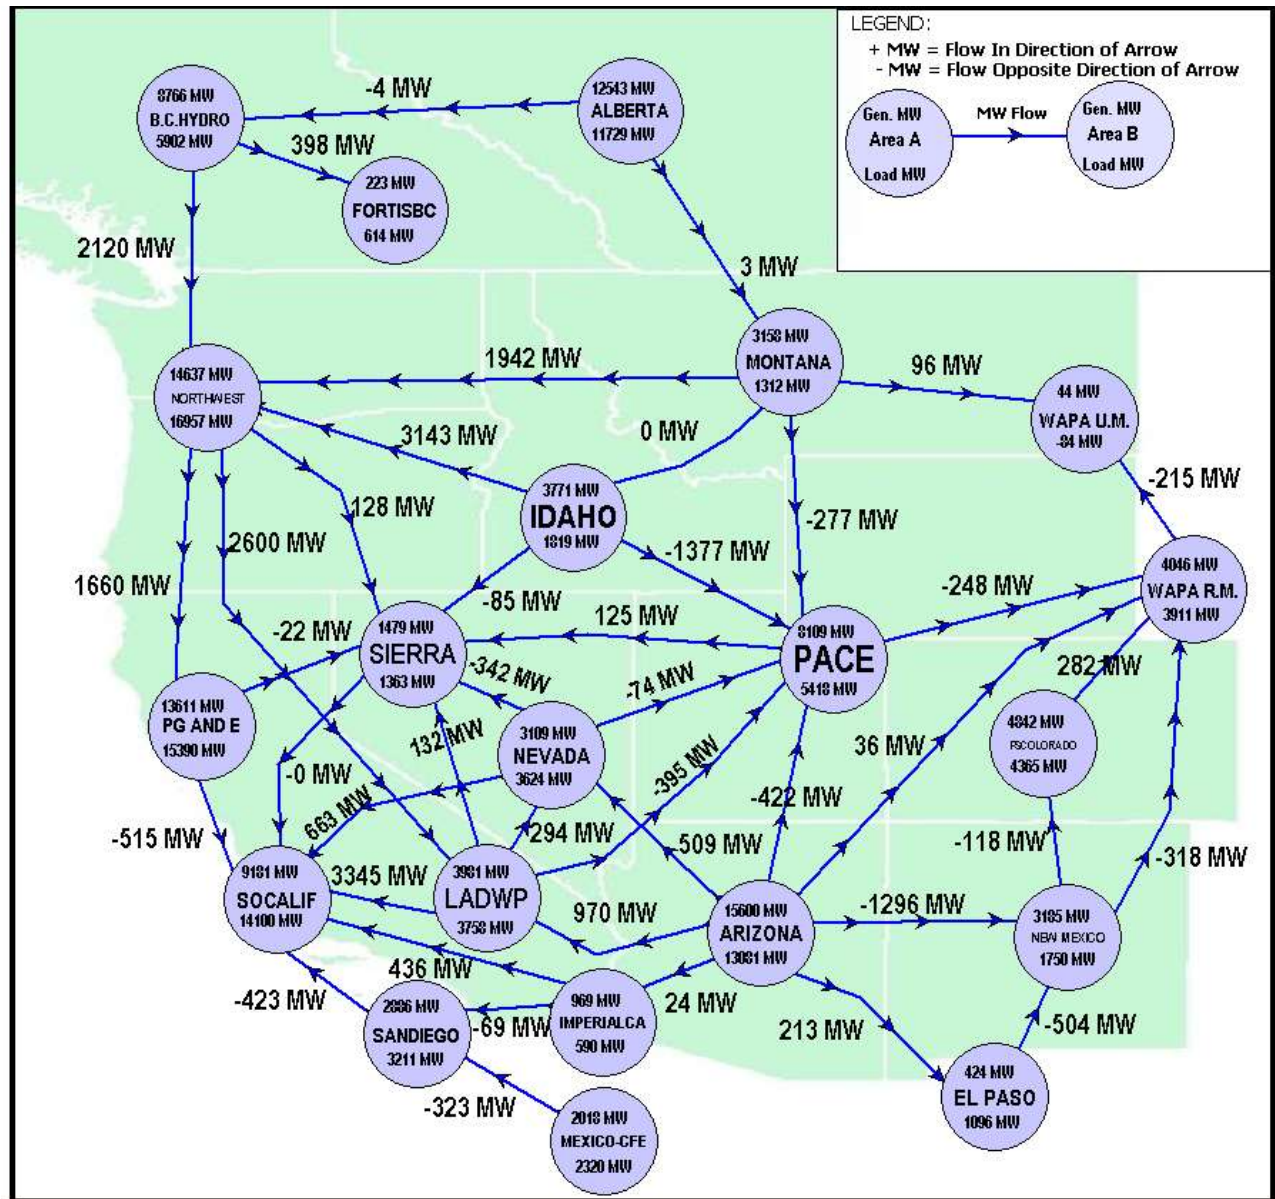 LEGEND:
+ MW = Flow In Direction of Arrow
- MW = Flow Opposite Direction of Arrow
Gen. MW
Area A
Load MW
MW Flow
Gen. MW
Area B
Load MW
8766 MW
B.C.HYDRO
5902 MW
-4 MW
12543 MW
ALBERTA
11729 MW
398 MW
223 MW
FORTISBC
614 MW
2120 MW
3 MW
14637 MW
NORTHWEST
16957 MW
1942 MW
3158 MW
MONTANA
1312 MW
96 MW
44 MW
WAPA U.M.
-84 MW
3143 MW
0 MW
-215 MW
3771 MW
IDAHO
1819 MW
128 MW
2600 MW
-277 MW
-1377 MW
1660 MW
-85 MW
-248 MW
4046 MW
WAPA R.M.
3911 MW
-22 MW
125 MW
1479 MW
SIERRA
1363 MW
-342 MW
-74 MW
8109 MW
PACE
5418 MW
282 MW
13611 MW
PG AND E
15390 MW
132 MW
3109 MW
NEVADA
3624 MW
4842 MW
PSCOLORADO
4365 MW
-0 MW
36 MW
-395 MW
-422 MW
663 MW
294 MW
-509 MW
-515 MW
-118 MW
-318 MW
9181 MW
SOCALIF
14100 MW
3345 MW
3981 MW
LADWP
3758 MW
970 MW
15600 MW
ARIZONA
13081 MW
-1296 MW
3185 MW
NEW MEXICO
1750 MW
436 MW
-423 MW
24 MW
213 MW
-504 MW
2886 MW
SANDIEGO
3211 MW
-69 MW
969 MW
IMPERIALCA
590 MW
424 MW
EL PASO
1096 MW
-323 MW
2018 MW
MEXICO-CFE
2320 MW